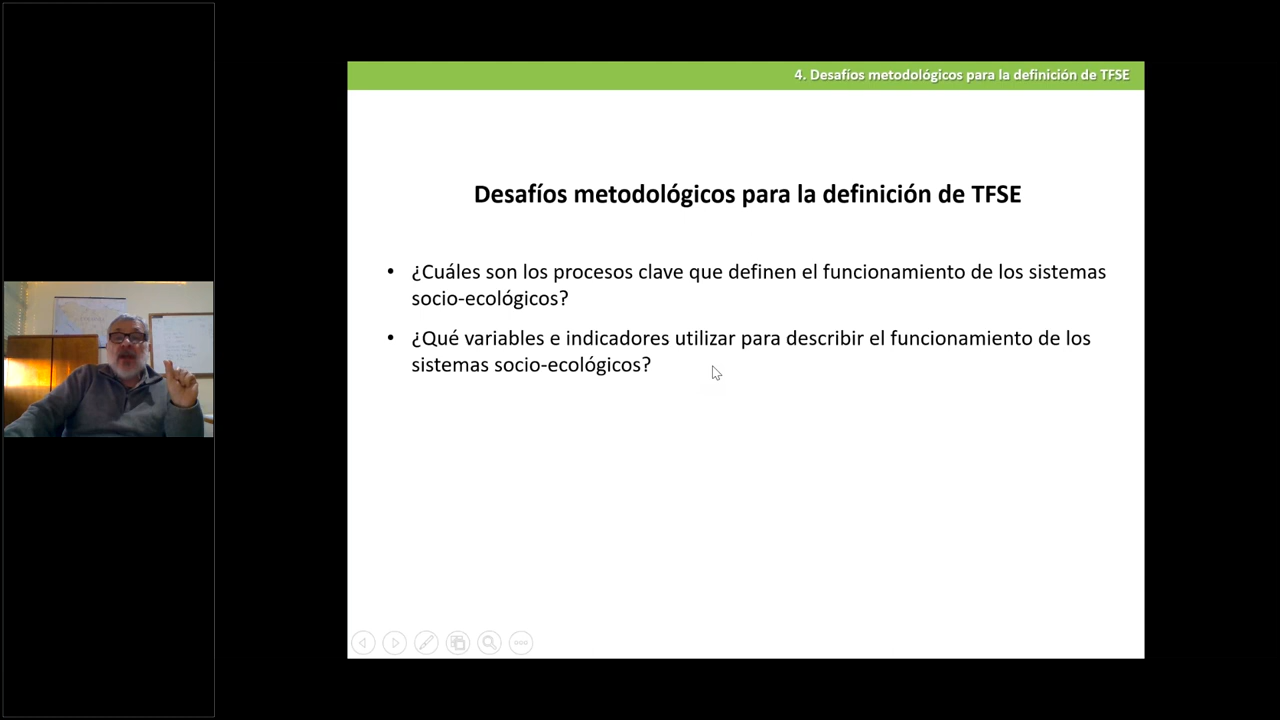 4. Desafíos metodológicos para la definición de TFSE
Desafíos metodológicos para la definición de TFSE
• ¿Cuáles son los procesos clave que definen el funcionamiento de los sistemas
socio-ecológicos?
• ¿Qué variables e indicadores utilizar para describir el funcionamiento de los
sistemas socio-ecológicos?